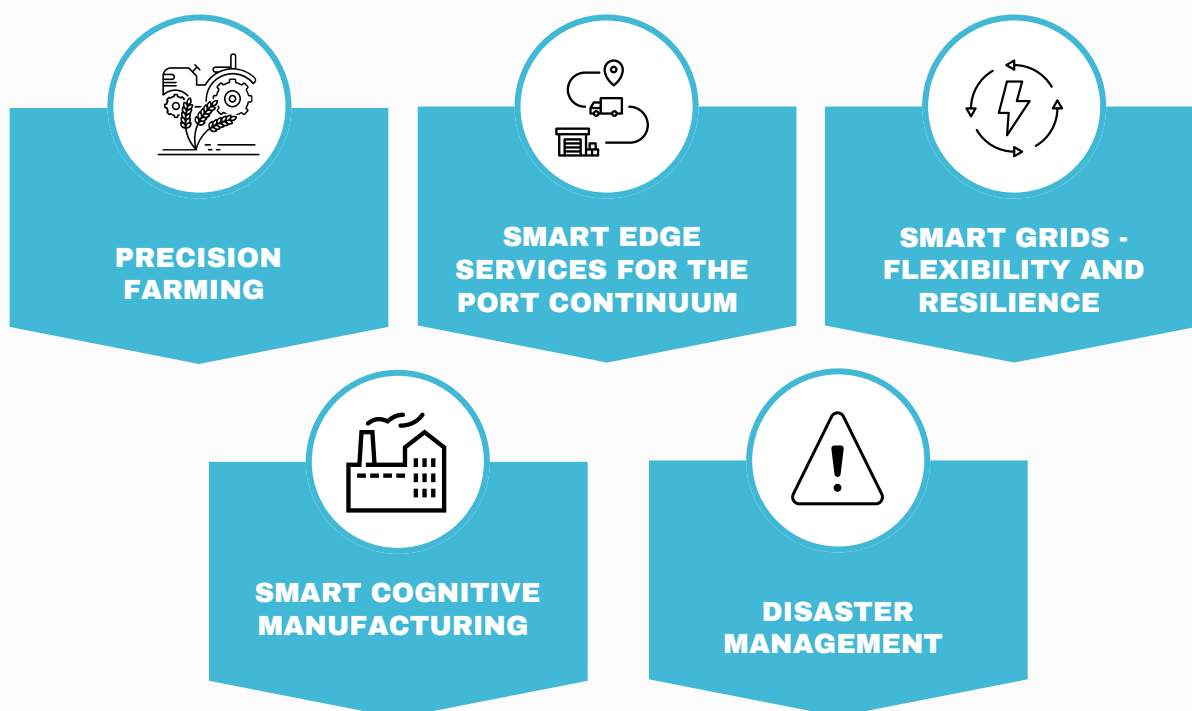 PRECISION
FARMING
SMART EDGE
SERVICES FOR THE
PORT CONTINUUM
SMART GRIDS -
FLEXIBILITY AND
RESILIENCE
SMART COGNITIVE
MANUFACTURING
DISASTER
MANAGEMENT